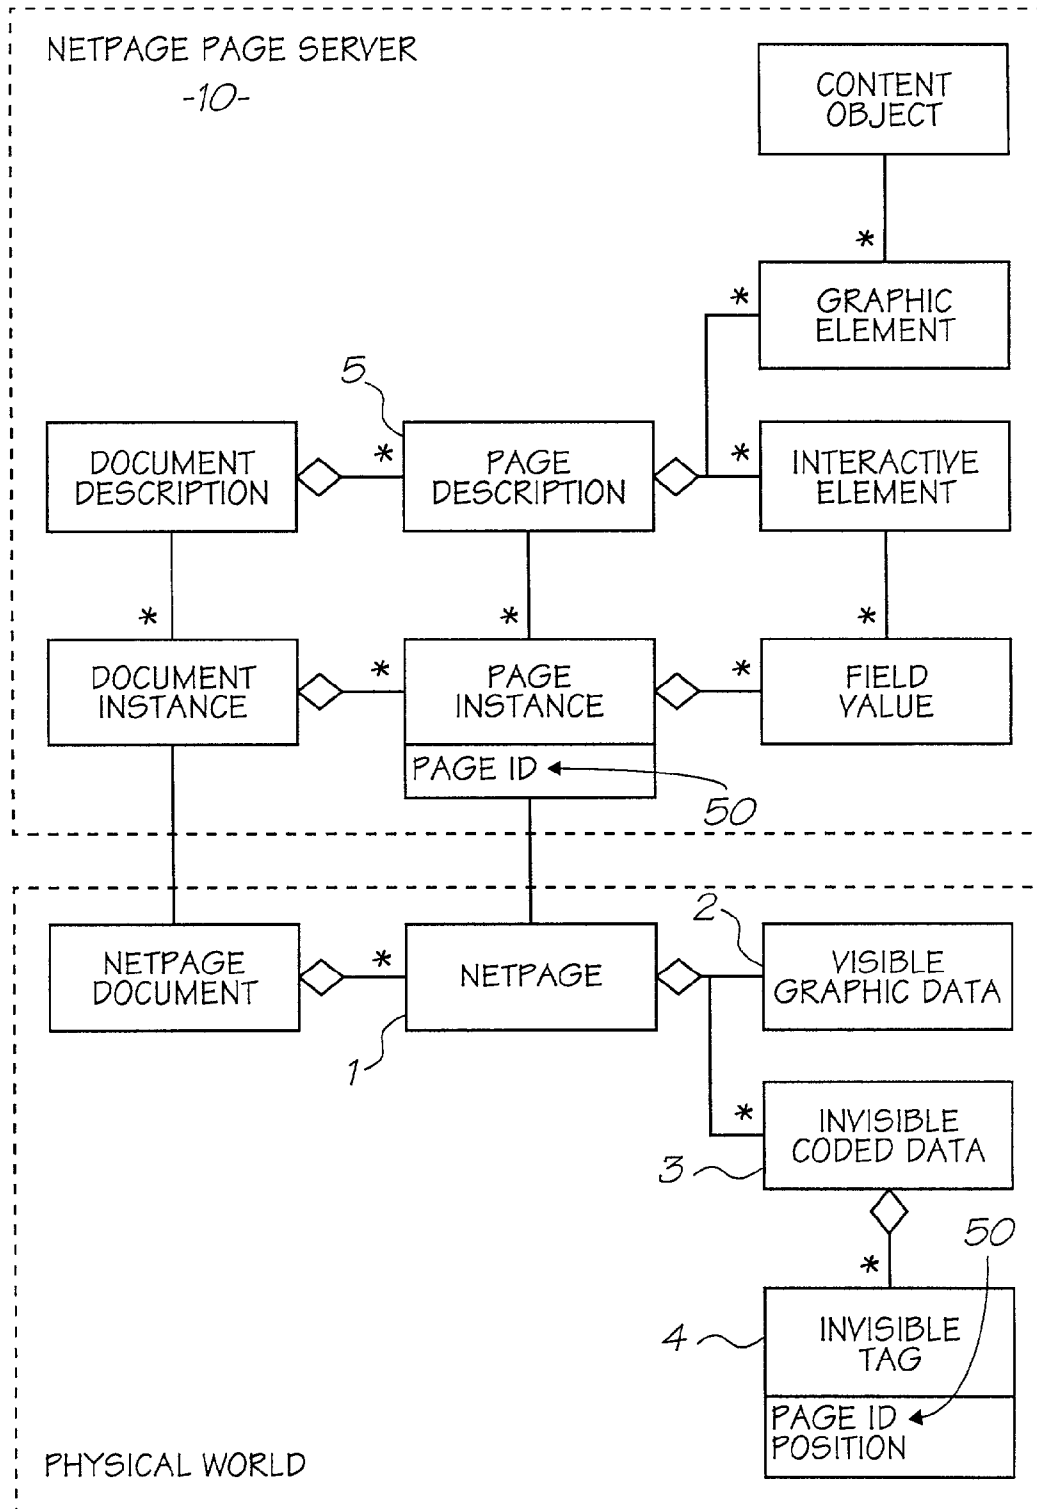 NETPAGE PAGE SERVER
-10-
CONTENT
OBJECT
*
*
GRAPHIC
ELEMENT
5
DOCUMENT
DESCRIPTION
*
PAGE
DESCRIPTION
*
INTERACTIVE
ELEMENT
*
*
*
DOCUMENT
INSTANCE
*
PAGE
INSTANCE
*
FIELD
VALUE
PAGE ID
50
2
NETPAGE
DOCUMENT
*
NETPAGE
VISIBLE
GRAPHIC DATA
1
*
INVISIBLE
CODED DATA
3
50
*
4
INVISIBLE
TAG
PAGE ID
POSITION
PHYSICAL WORLD